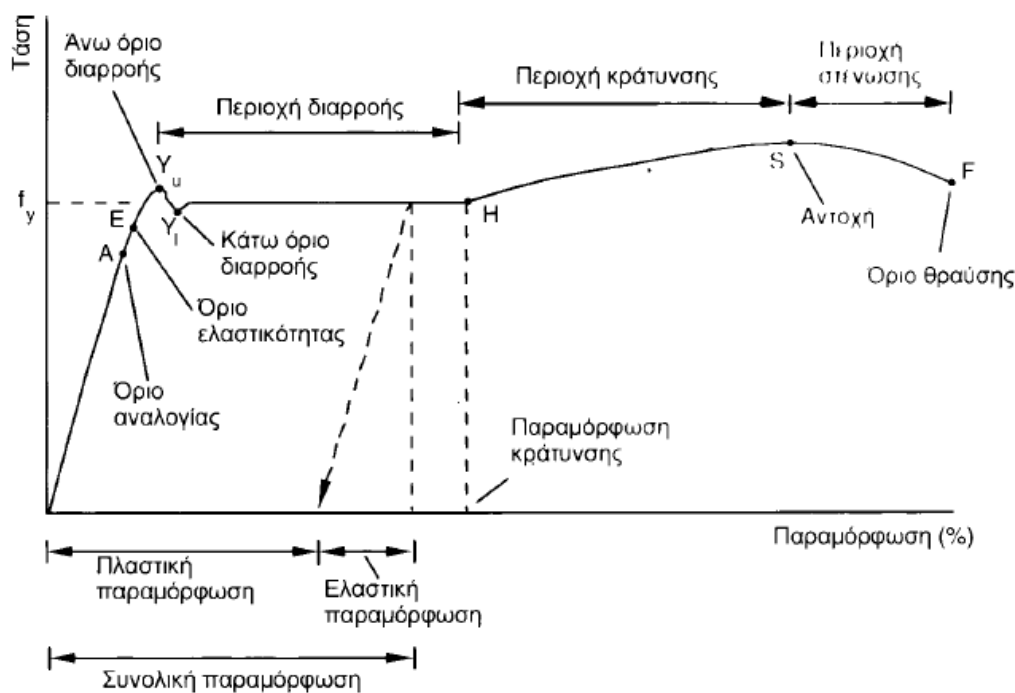 Τάση
Άνω όριο
διαρροής
Περιοχή διαρροής
Περιοχή κράτυνσης
Περιοχή
στένωσης
Y
u
f
y
E
A
Y
l
Κάτω όριο
διαρροής
H
S
F
Αντοχή
Όριο θραύσης
Όριο
ελαστικότητας
Όριο
αναλογίας
Παραμόρφωση
κράτυνσης
Παραμόρφωση (%)
Πλαστική
παραμόρφωση
Ελαστική
παραμόρφωση
Συνολική παραμόρφωση